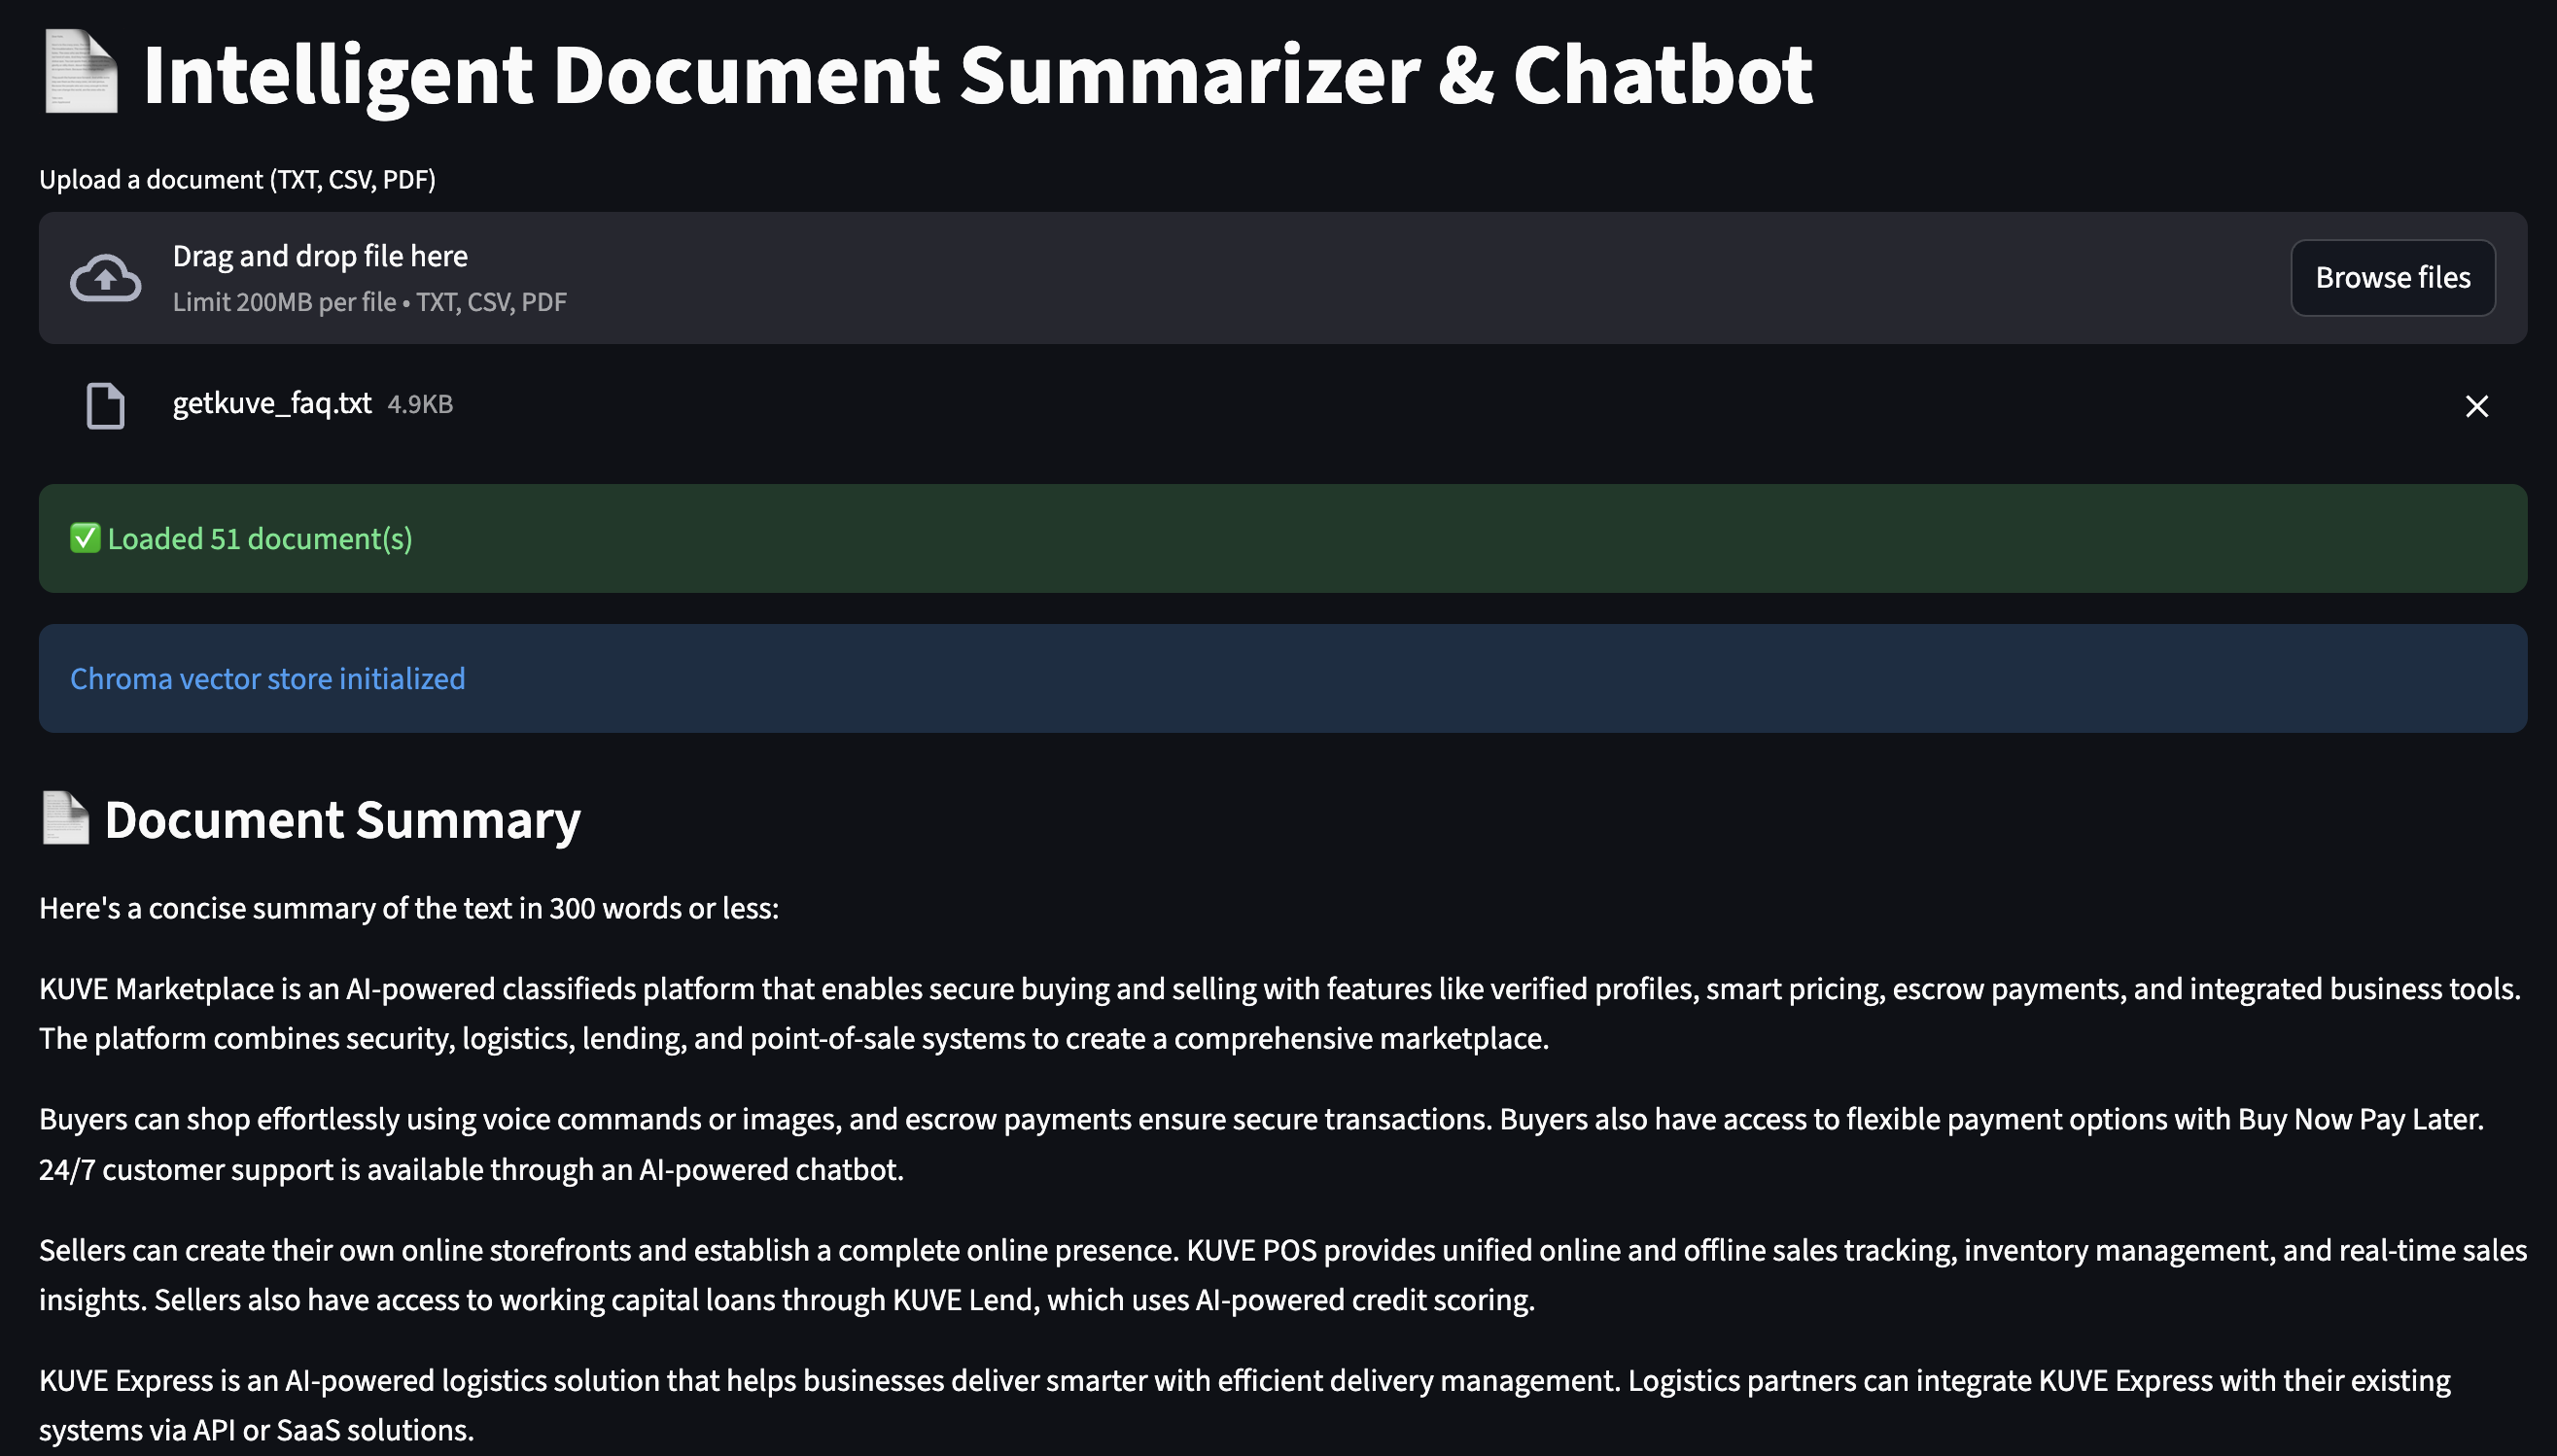 Intelligent Document Summarizer & Chatbot
Upload a document (TXT, CSV, PDF)
Drag and drop file here
Limit 200MB per file • TXT, CSV, PDF
Browse files
getkuve_faq.txt 4.9KB
✅ Loaded 51 document(s)
Chroma vector store initialized
Document Summary
Here's a concise summary of the text in 300 words or less:
KUVE Marketplace is an AI-powered classifieds platform that enables secure buying and selling with features like verified profiles, smart pricing, escrow payments, and integrated business tools.
The platform combines security, logistics, lending, and point-of-sale systems to create a comprehensive marketplace.
Buyers can shop effortlessly using voice commands or images, and escrow payments ensure secure transactions. Buyers also have access to flexible payment options with Buy Now Pay Later.
24/7 customer support is available through an AI-powered chatbot.
Sellers can create their own online storefronts and establish a complete online presence. KUVE POS provides unified online and offline sales tracking, inventory management, and real-time sales
insights. Sellers also have access to working capital loans through KUVE Lend, which uses AI-powered credit scoring.
KUVE Express is an AI-powered logistics solution that helps businesses deliver smarter with efficient delivery management. Logistics partners can integrate KUVE Express with their existing
systems via API or SaaS solutions.